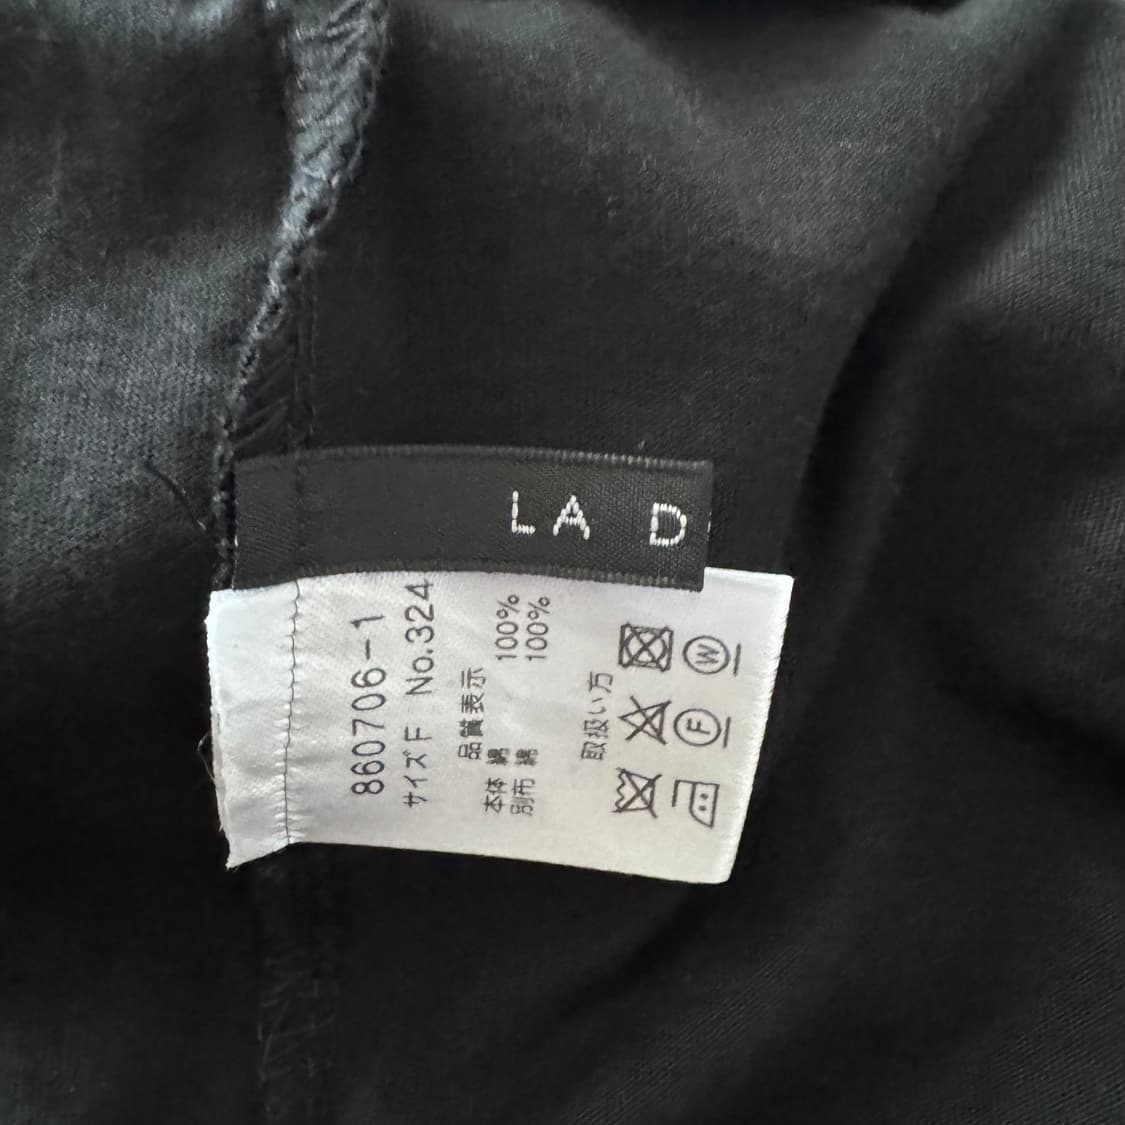 LA D
860706-1
サイズF No.324
品質表示
本体 綿 100%
別布 綿 100%
取扱い方
W
F